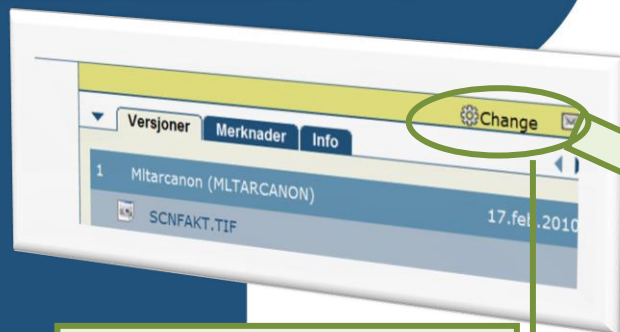 Change
Versjoner Merknader Info
1 Mltarcanon (MLTARCANON) 17.feb.2010
SCNFAKT.TIF